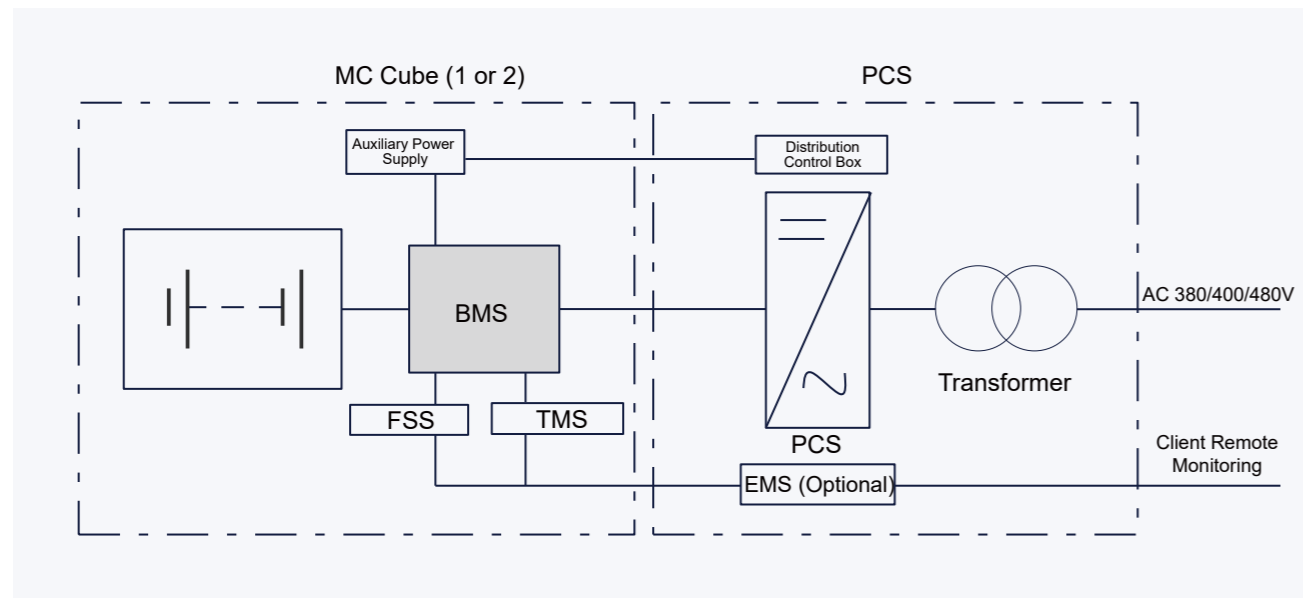 MC Cube (1 or 2)
PCS
Auxiliary Power
Supply
Distribution
Control Box
BMS
AC 380/400/480V
Transformer
FSS
TMS
PCS
Client Remote
Monitoring
EMS (Optional)